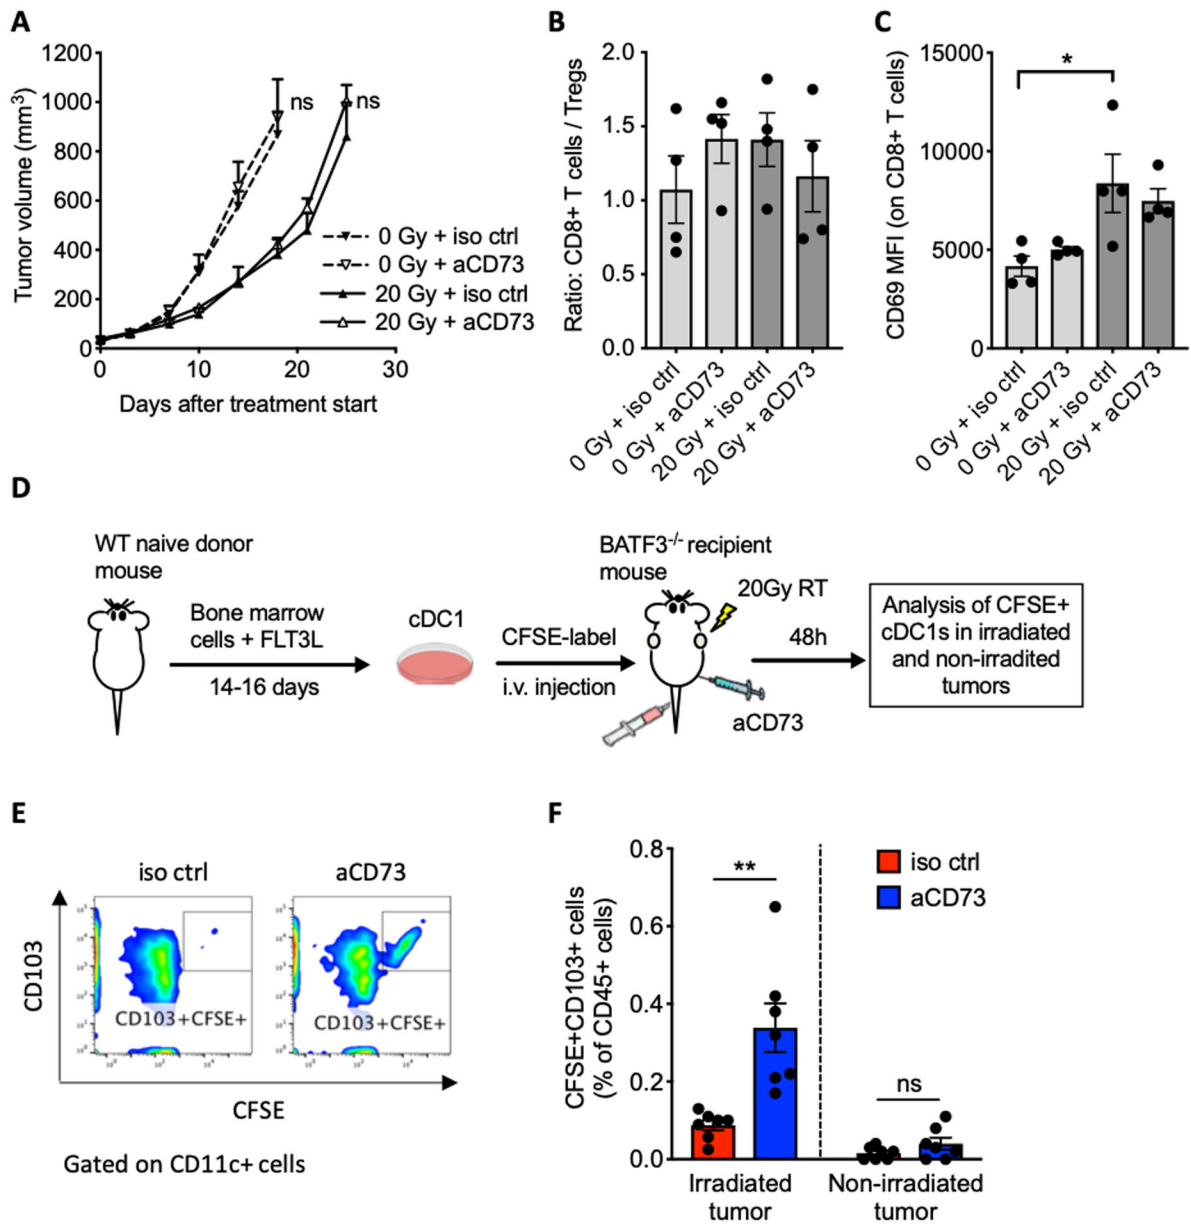 A
1200
1000
800
600
400
200
0
Tumor volume (mm³)
0
10
20
30
Days after treatment start
ns
ns
0 Gy + iso ctrl
0 Gy + aCD73
20 Gy + iso ctrl
20 Gy + aCD73
B
2.0
1.5
1.0
0.5
0.0
Ratio: CD8+ T cells / Tregs
0 Gy + iso ctrl
0 Gy + aCD73
20 Gy + iso ctrl
20 Gy + aCD73
C
15000
10000
5000
0
CD69 MFI (on CD8+ T cells)
*
0 Gy + iso ctrl
0 Gy + aCD73
20 Gy + iso ctrl
20 Gy + aCD73
D
WT naive donor
mouse
Bone marrow
cells + FLT3L
14-16 days
cDC1
CFSE-label
i.v. injection
BATF3-/- recipient
mouse
20Gy RT
aCD73
48h
Analysis of CFSE+
cDC1s in irradiated
and non-irradited
tumors
E
iso ctrl
aCD73
CD103
CD103+CFSE+
CD103+CFSE+
CFSE
Gated on CD11c+ cells
F
0.8
0.6
0.4
0.2
0.0
CFSE+CD103+ cells
(% of CD45+ cells)
**
ns
iso ctrl
aCD73
Irradiated
tumor
Non-irradiated
tumor